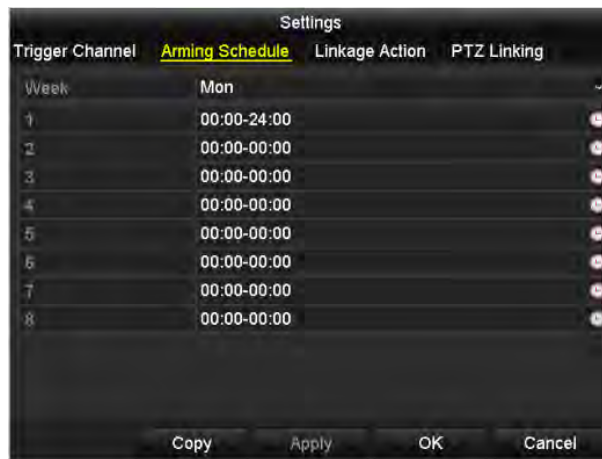 Settings
Trigger Channel Arming Schedule Linkage Action PTZ Linking
Week Mon
1 00:00-24:00
2 00:00-00:00
3 00:00-00:00
4 00:00-00:00
5 00:00-00:00
6 00:00-00:00
7 00:00-00:00
8 00:00-00:00
Copy Apply OK Cancel